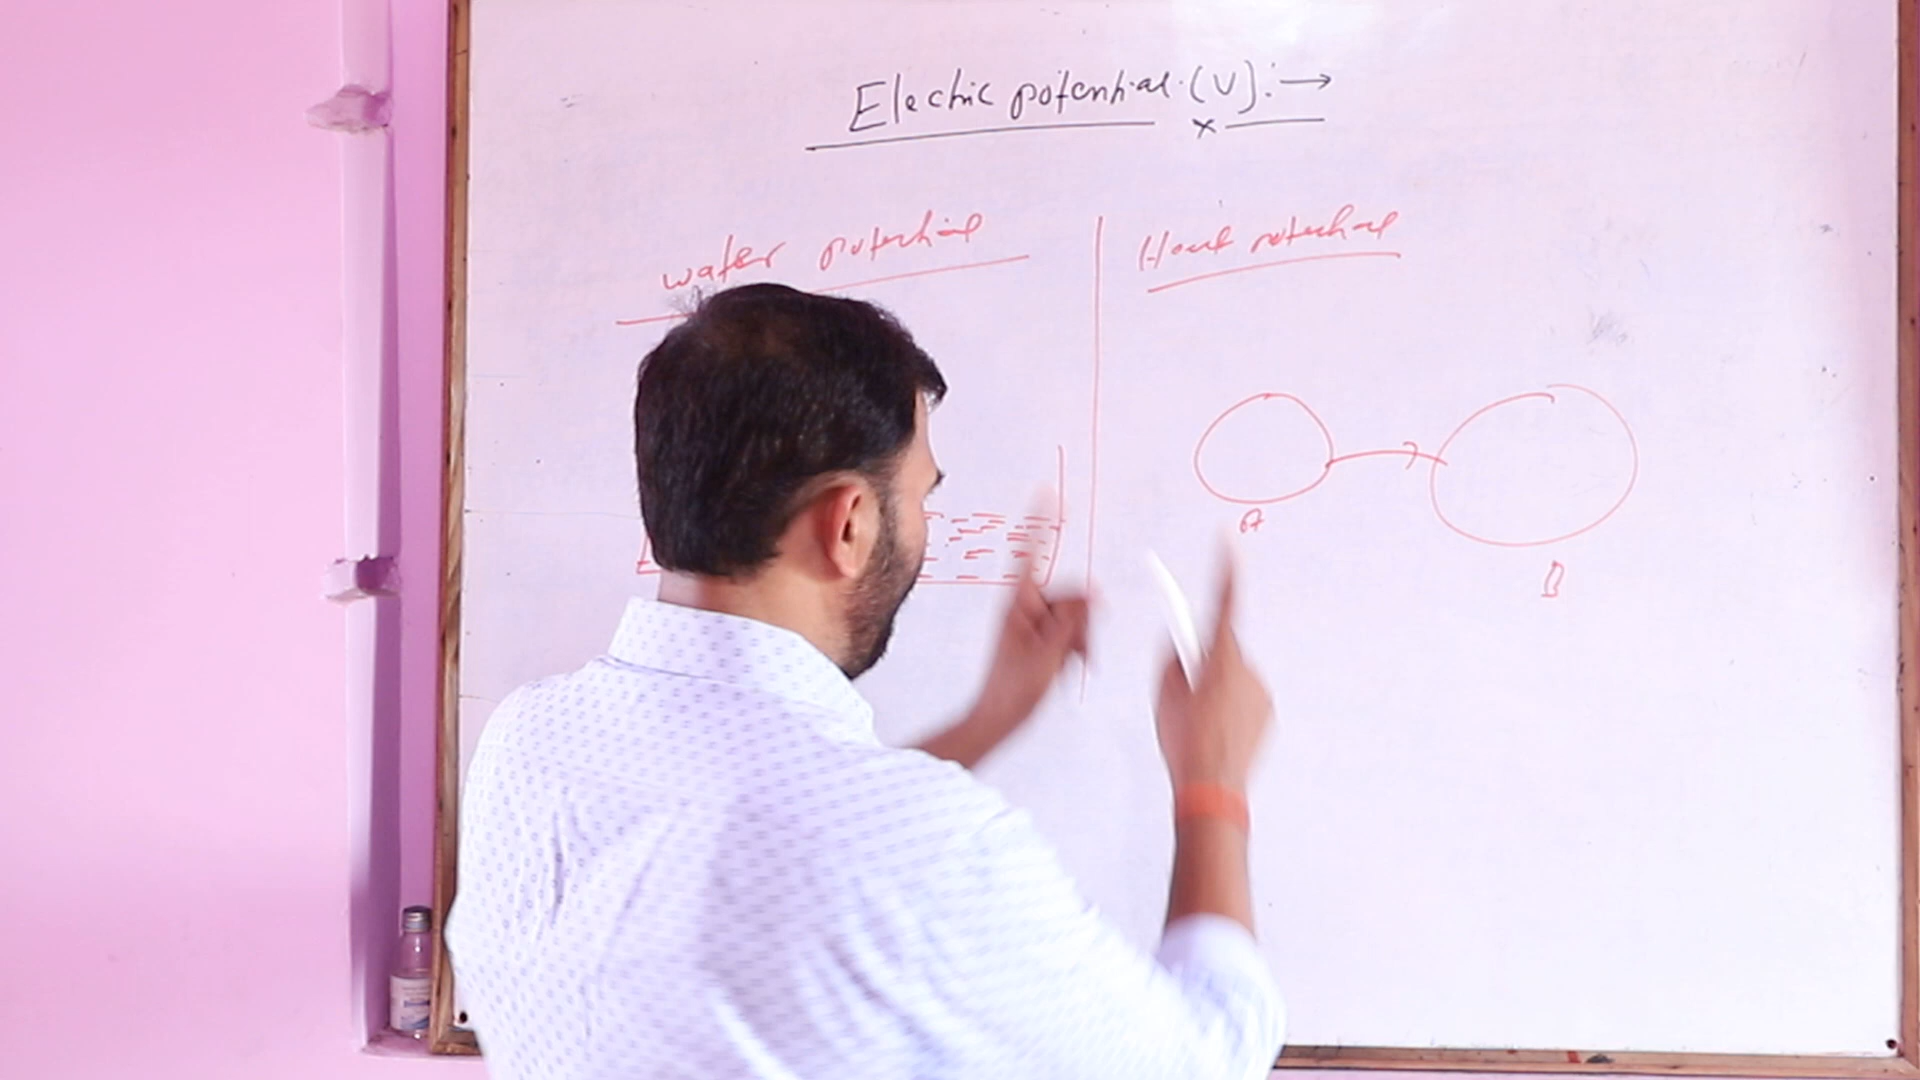 Electric potential (V):→
water potential
Heat potential
A
B